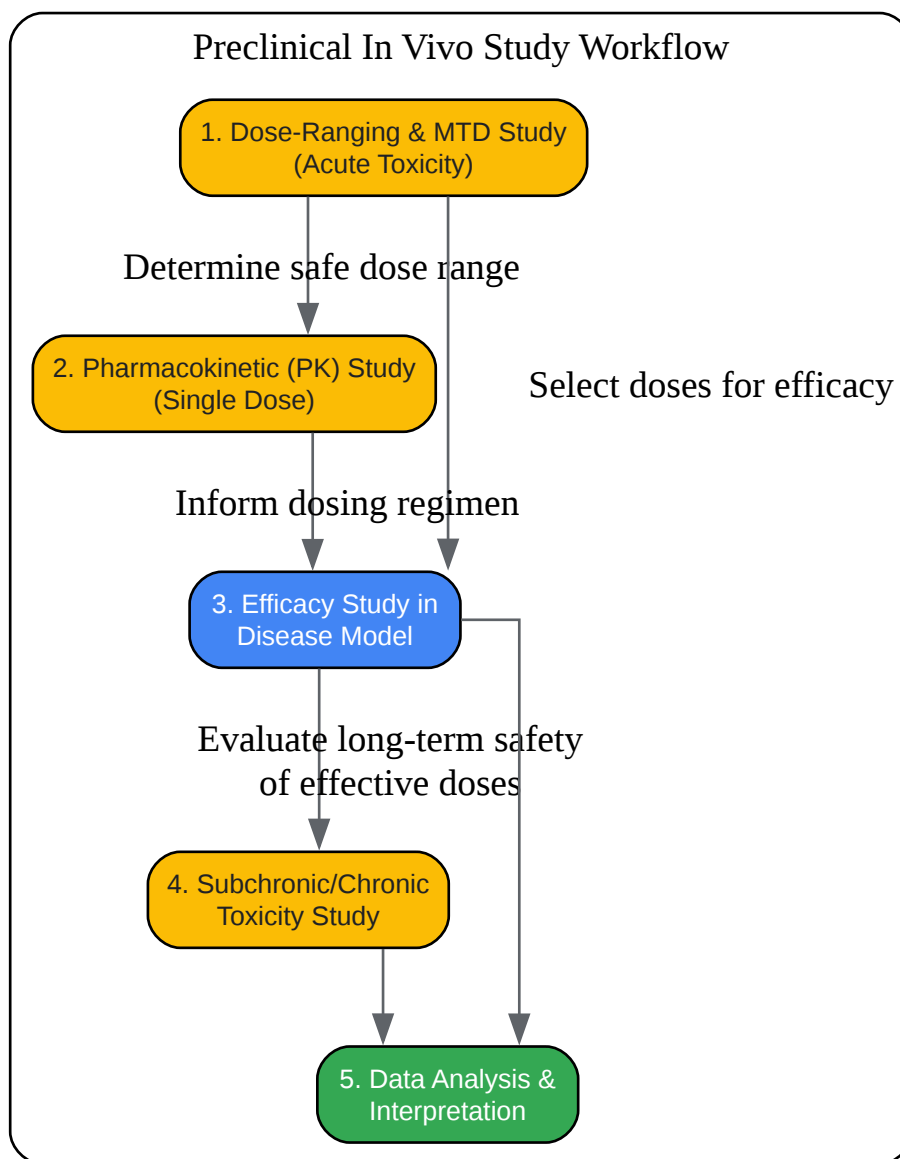 Preclinical In Vivo Study Workflow
1. Dose-Ranging & MTD Study
(Acute Toxicity)
Determine safe dose range
2. Pharmacokinetic (PK) Study
(Single Dose)
Select doses for efficacy
Inform dosing regimen
3. Efficacy Study in
Disease Model
Evaluate long-term safety
of effective doses
4. Subchronic/Chronic
Toxicity Study
5. Data Analysis &
Interpretation